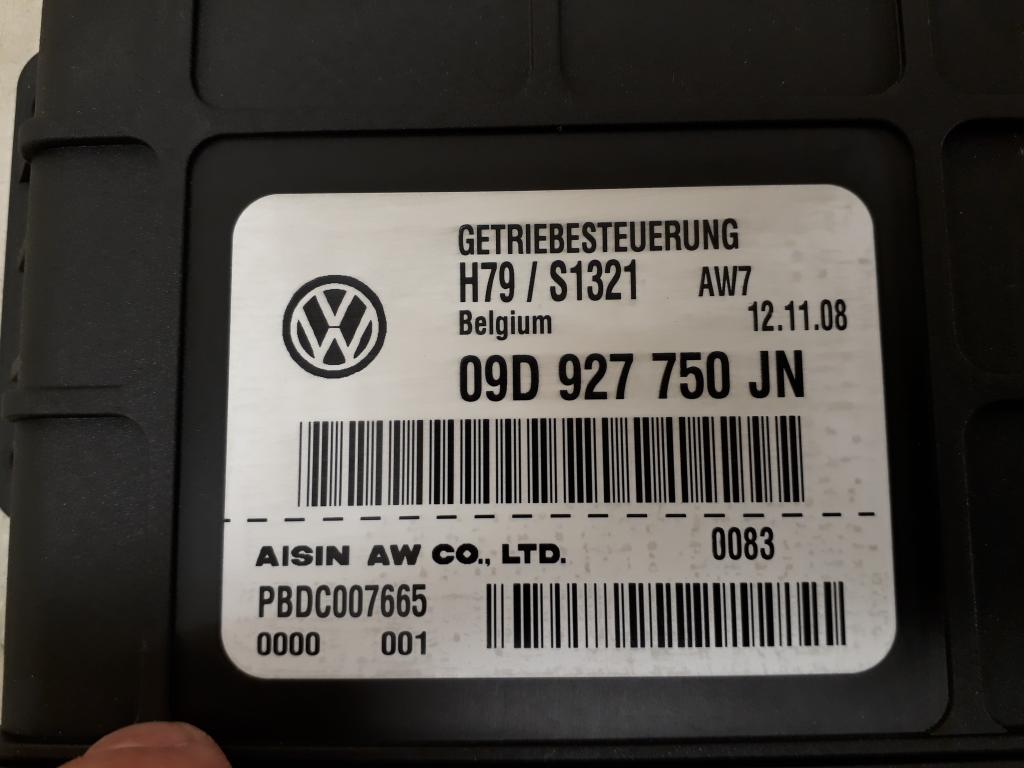 GETRIEBESTEUERUNG
H79 / S1321 AW7
Belgium 12.11.08
09D 927 750 JN
AISIN AW CO., LTD. 0083
PBDC007665
0000 001